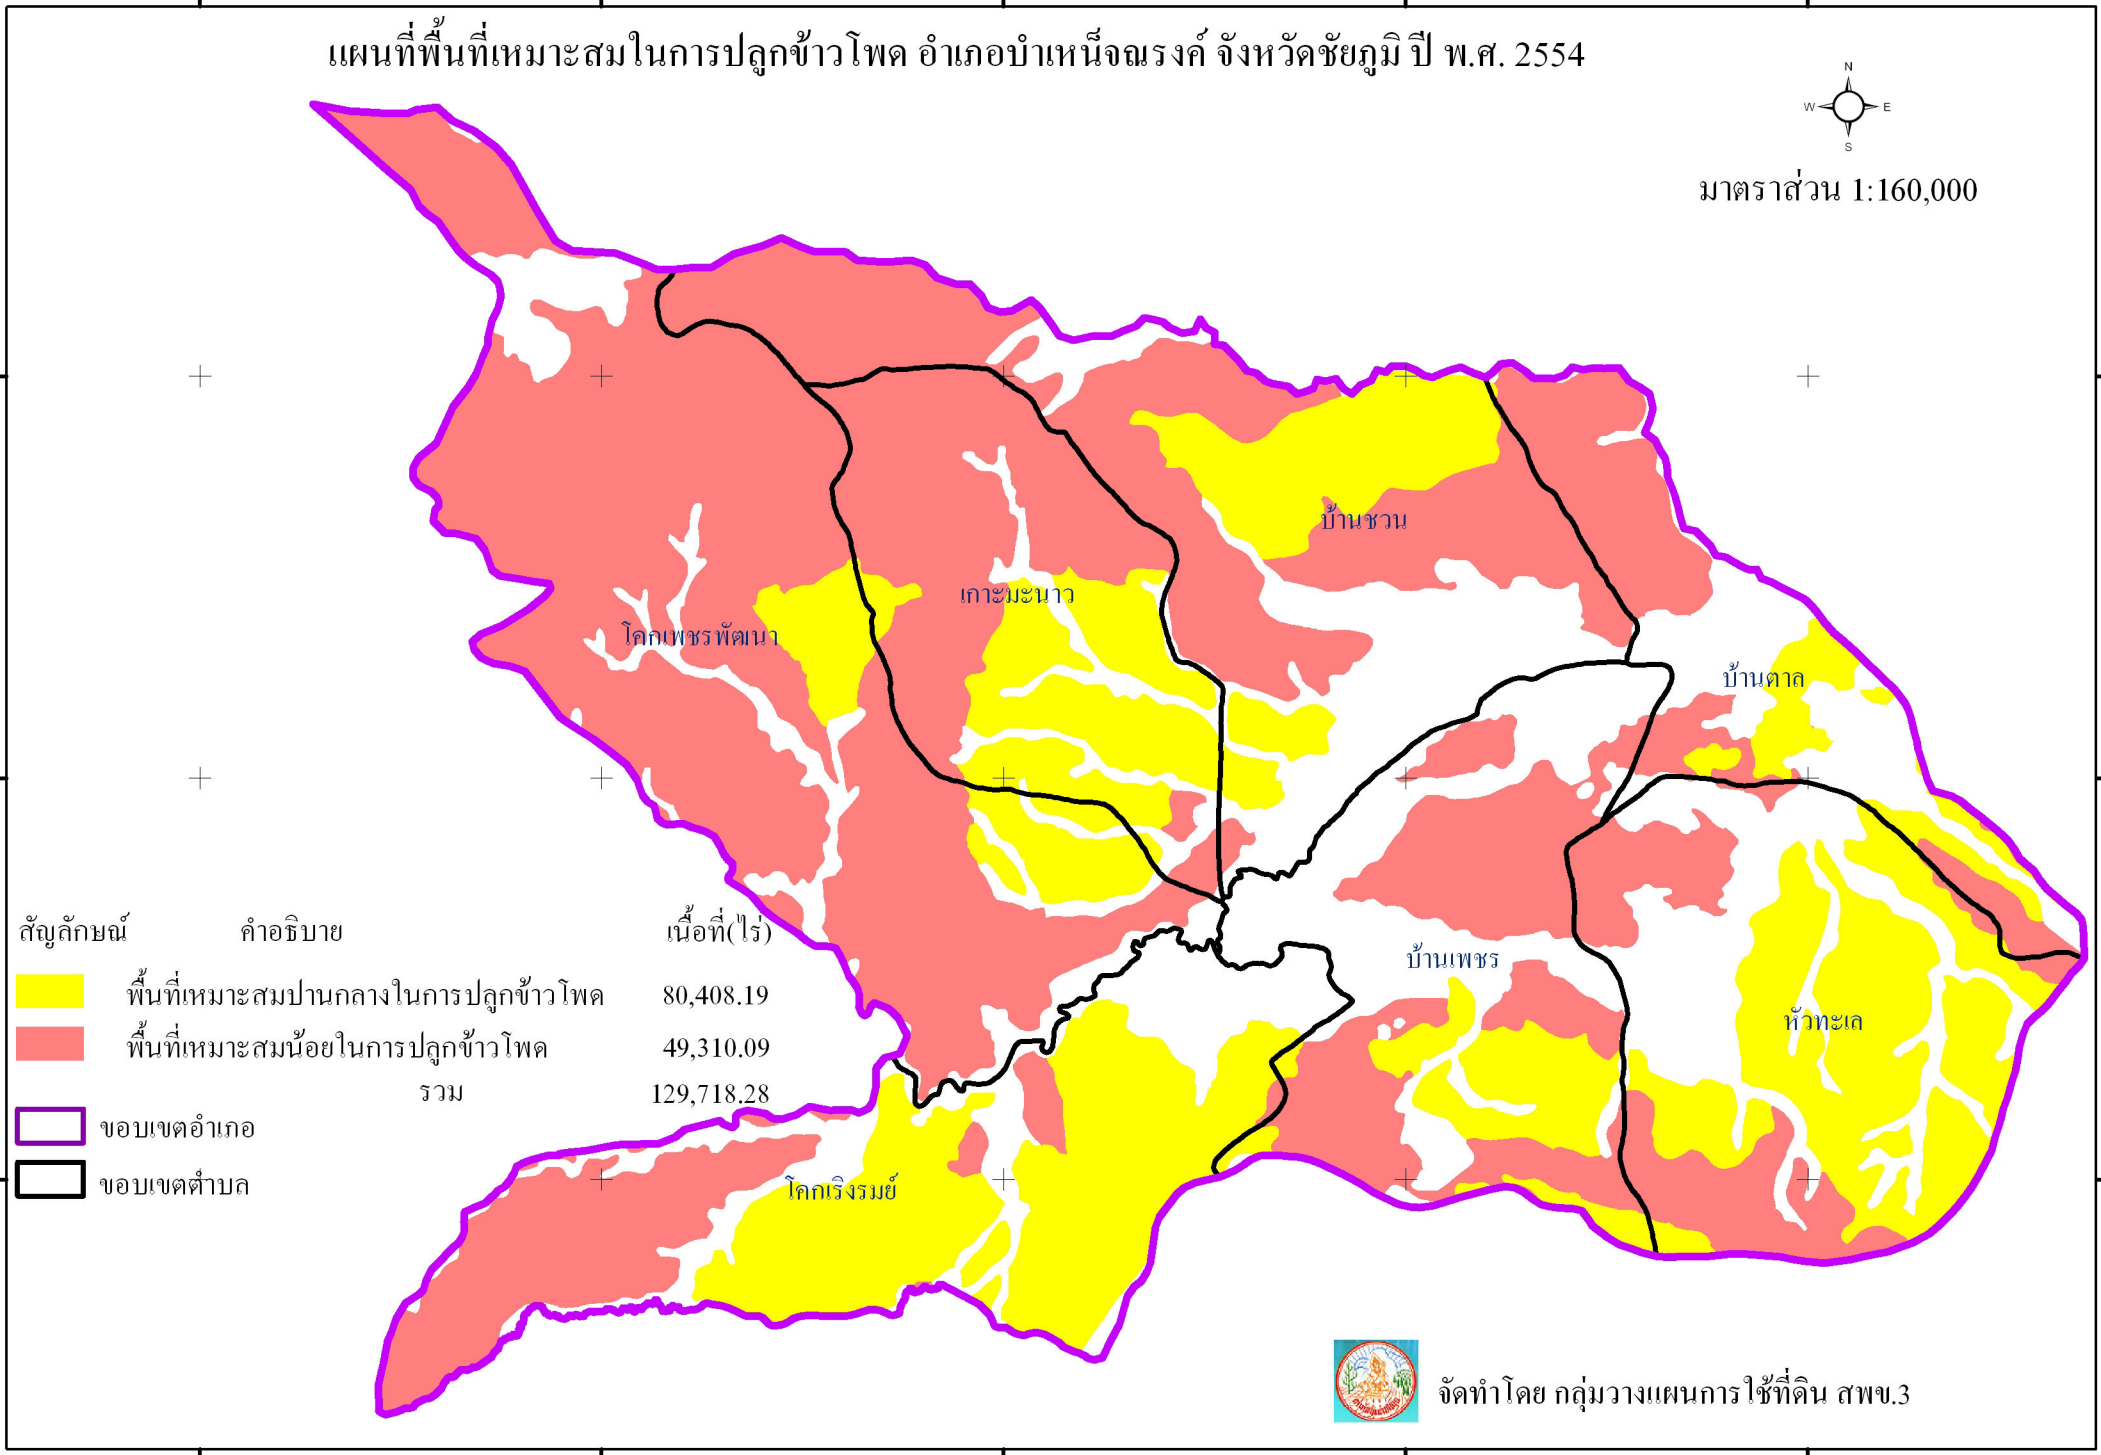 แผนที่พื้นที่เหมาะสมในการปลูกข้าวโพด อำเภอบำเหน็จณรงค์ จังหวัดชัยภูมิ ปี พ.ศ. 2554
N
W E
S
มาตราส่วน 1:160,000
บ้านชวน
เกาะมะนาว
โคกเพชรพัฒนา
บ้านตาล
บ้านเพชร
หัวทะเล
โคกเริงรมย์
สัญลักษณ์ คำอธิบาย เนื้อที่(ไร่)
พื้นที่เหมาะสมปานกลางในการปลูกข้าวโพด 80,408.19
พื้นที่เหมาะสมน้อยในการปลูกข้าวโพด 49,310.09
รวม 129,718.28
ขอบเขตอำเภอ
ขอบเขตตำบล
จัดทำโดย กลุ่มวางแผนการใช้ที่ดิน สพข.3